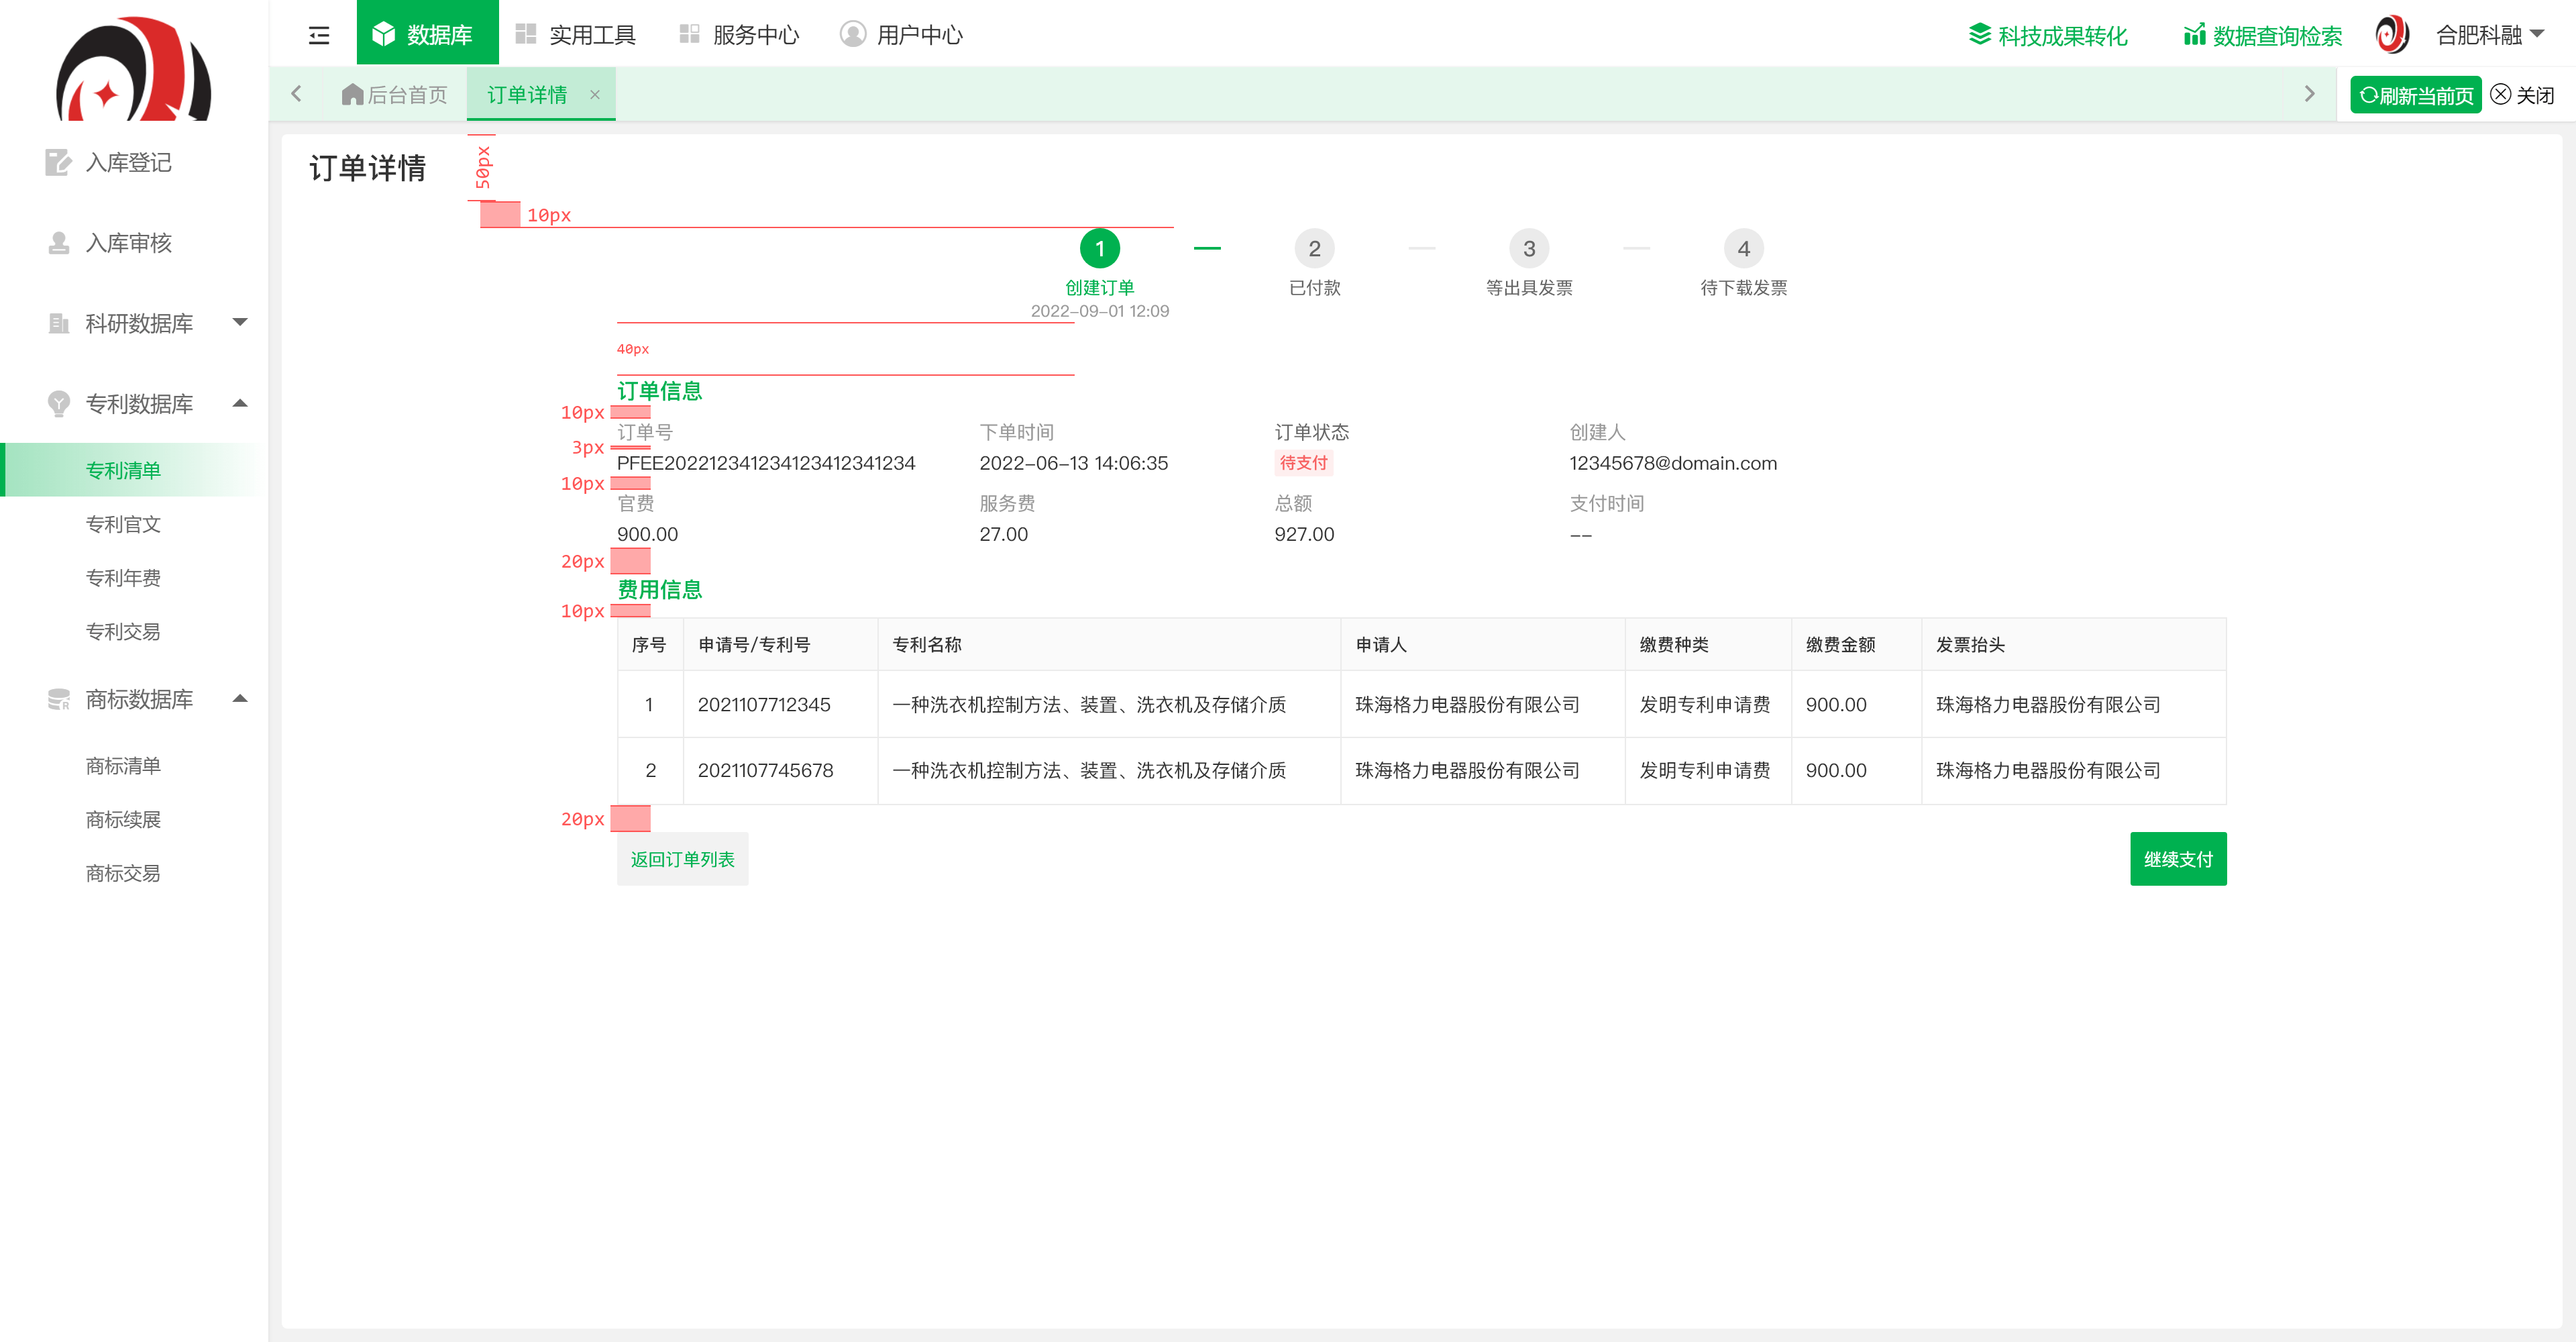 数据库
实用工具
服务中心
用户中心
科技成果转化
数据查询检索
合肥科融
后台首页
订单详情
刷新当前页
关闭
入库登记
入库审核
科研数据库
专利数据库
专利清单
专利官文
专利年费
专利交易
商标数据库
商标清单
商标续展
商标交易
订单详情
50px
10px
1
2
3
4
创建订单
已付款
等出具发票
待下载发票
2022-09-01 12:09
40px
订单信息
10px
订单号
下单时间
订单状态
创建人
3px
PFEE202212341234123412341234
2022-06-13 14:06:35
待支付
12345678@domain.com
10px
官费
服务费
总额
支付时间
900.00
27.00
927.00
--
20px
费用信息
10px
序号 申请号/专利号 专利名称 申请人 缴费种类 缴费金额 发票抬头
1 2021107712345 一种洗衣机控制方法、装置、洗衣机及存储介质 珠海格力电器股份有限公司 发明专利申请费 900.00 珠海格力电器股份有限公司
2 2021107745678 一种洗衣机控制方法、装置、洗衣机及存储介质 珠海格力电器股份有限公司 发明专利申请费 900.00 珠海格力电器股份有限公司
20px
返回订单列表
继续支付